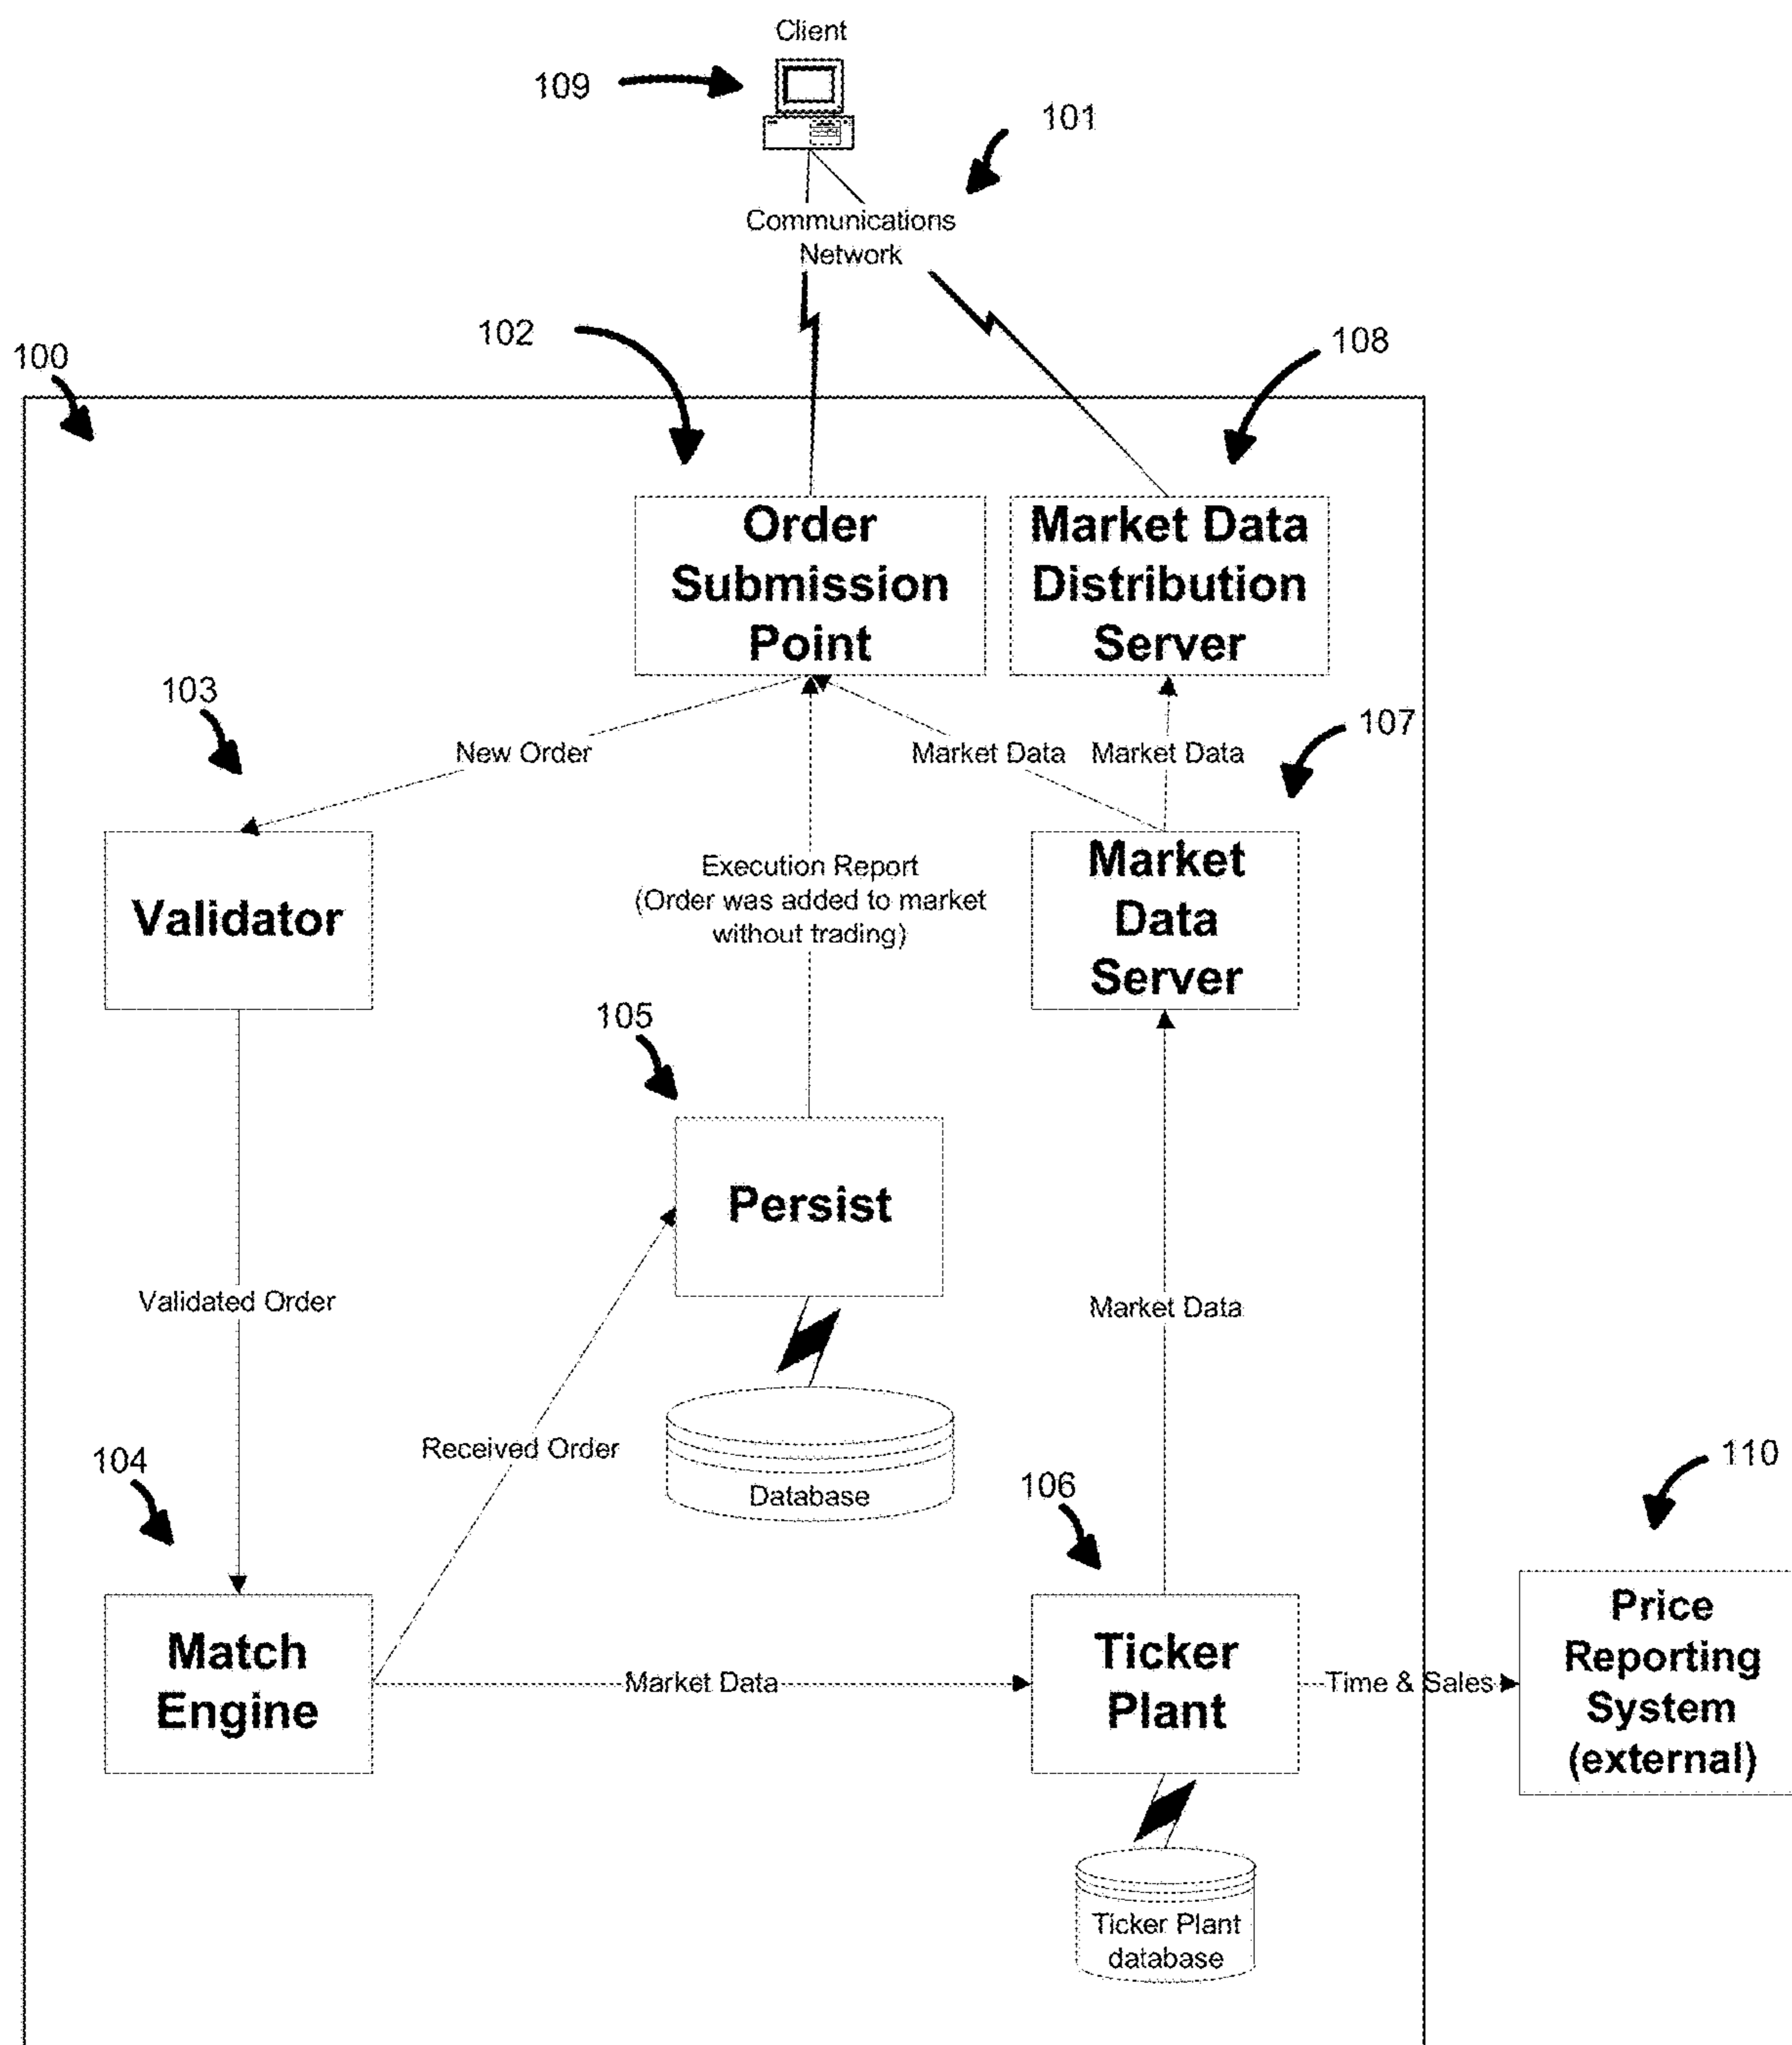 Client
109
101
Communications
Network
102
108
100
Order
Submission
Point
Market Data
Distribution
Server
103
107
New Order
Market Data
Market Data
Validator
Execution Report
(Order was added to market
without trading)
Market
Data
Server
105
Persist
Validated Order
Market Data
Received Order
104
Database
106
110
Match
Engine
Market Data
Ticker
Plant
Time & Sales
Price
Reporting
System
(external)
Ticker Plant
database